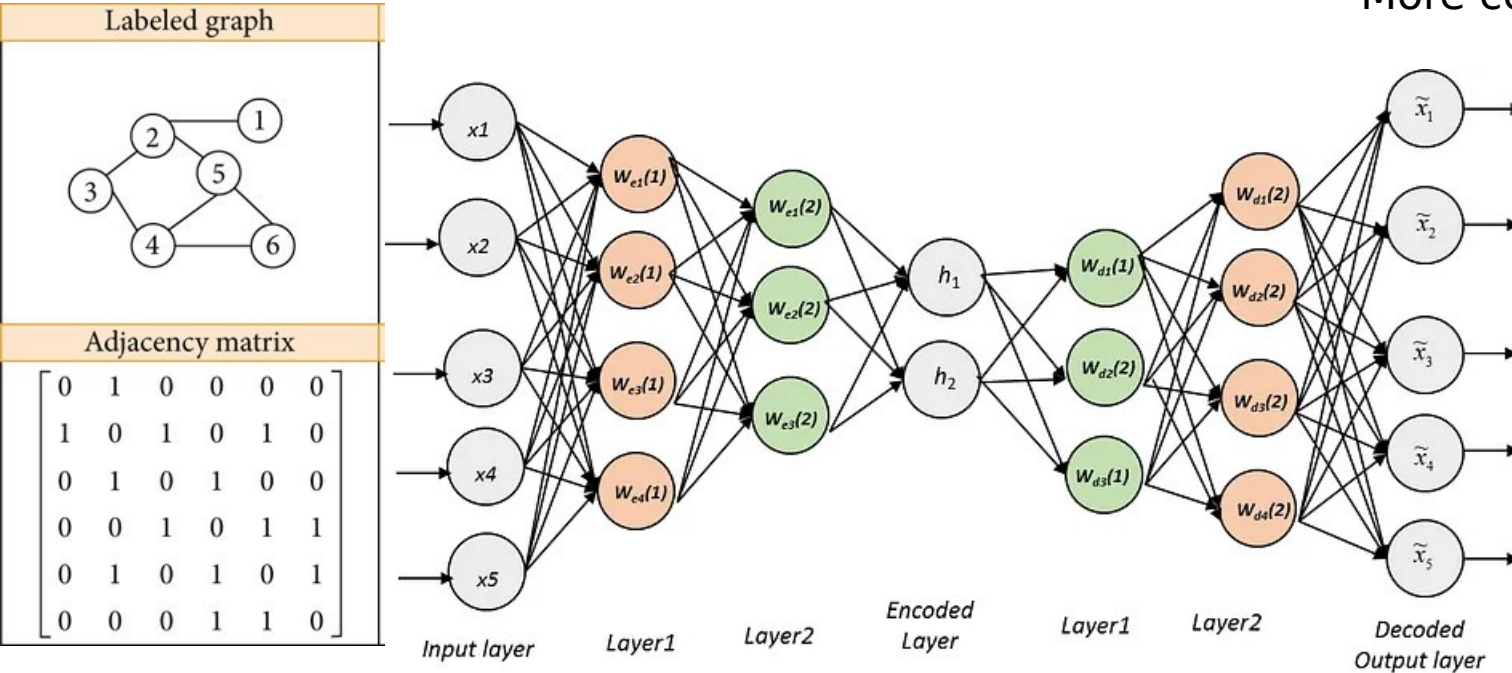 More co
Labeled graph
1
2
5
3
4
6
Adjacency matrix
0 1 0 0 0 0
1 0 1 0 1 0
0 1 0 1 0 0
0 0 1 0 1 1
0 1 0 1 0 1
0 0 0 1 1 0
x1
x2
x3
x4
x5
Input layer
We1(1)
We2(1)
We3(1)
We4(1)
Layer1
We1(2)
We2(2)
We3(2)
Layer2
h1
h2
Encoded
Layer
Wd1(1)
Wd2(2)
Wd3(1)
Layer1
Wd1(2)
Wd2(2)
Wd3(2)
Wd4(2)
Layer2
x̃1
x̃2
x̃3
x̃4
x̃5
Decoded
Output layer